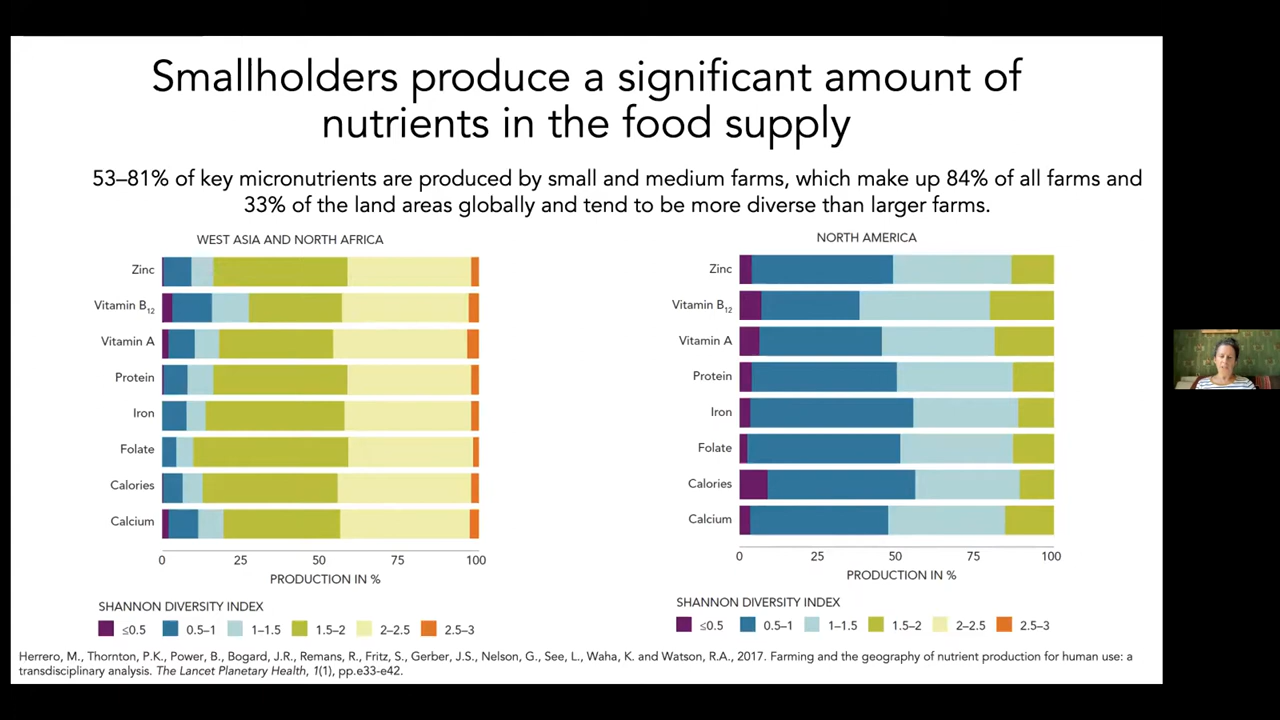 Smallholders produce a significant amount of
nutrients in the food supply
53–81% of key micronutrients are produced by small and medium farms, which make up 84% of all farms and
33% of the land areas globally and tend to be more diverse than larger farms.
WEST ASIA AND NORTH AFRICA
Zinc
Vitamin B12
Vitamin A
Protein
Iron
Folate
Calories
Calcium
0 25 50 75 100
PRODUCTION IN %
SHANNON DIVERSITY INDEX
≤0.5 0.5–1 1–1.5 1.5–2 2–2.5 2.5–3
NORTH AMERICA
Zinc
Vitamin B12
Vitamin A
Protein
Iron
Folate
Calories
Calcium
0 25 50 75 100
PRODUCTION IN %
SHANNON DIVERSITY INDEX
≤0.5 0.5–1 1–1.5 1.5–2 2–2.5 2.5–3
Herrero, M., Thornton, P.K., Power, B., Bogard, J.R., Remans, R., Fritz, S., Gerber, J.S., Nelson, G., See, L., Waha, K. and Watson, R.A., 2017. Farming and the geography of nutrient production for human use: a
transdisciplinary analysis. The Lancet Planetary Health, 1(1), pp.e33-e42.